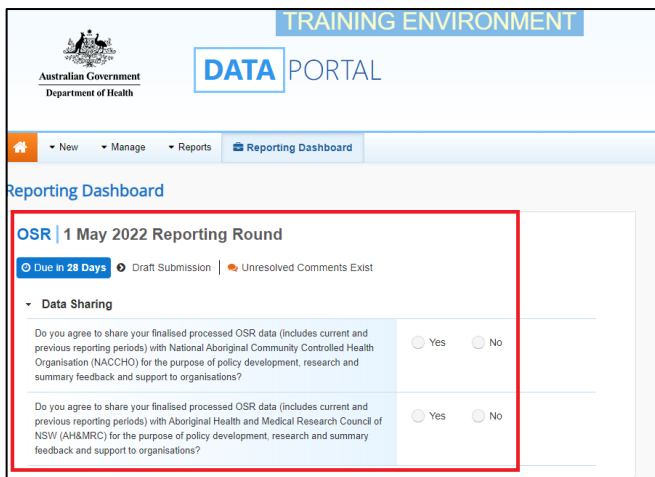 TRAINING ENVIRONMENT
Australian Government
Department of Health
DATA PORTAL
New Manage Reports Reporting Dashboard
Reporting Dashboard
OSR | 1 May 2022 Reporting Round
Due in 28 Days Draft Submission | Unresolved Comments Exist
Data Sharing
Do you agree to share your finalised processed OSR data (includes current and
previous reporting periods) with National Aboriginal Community Controlled Health
Organisation (NACCHO) for the purpose of policy development, research and
summary feedback and support to organisations?
Yes No
Do you agree to share your finalised processed OSR data (includes current and
previous reporting periods) with Aboriginal Health and Medical Research Council of
NSW (AH&MRC) for the purpose of policy development, research and summary
feedback and support to organisations?
Yes No